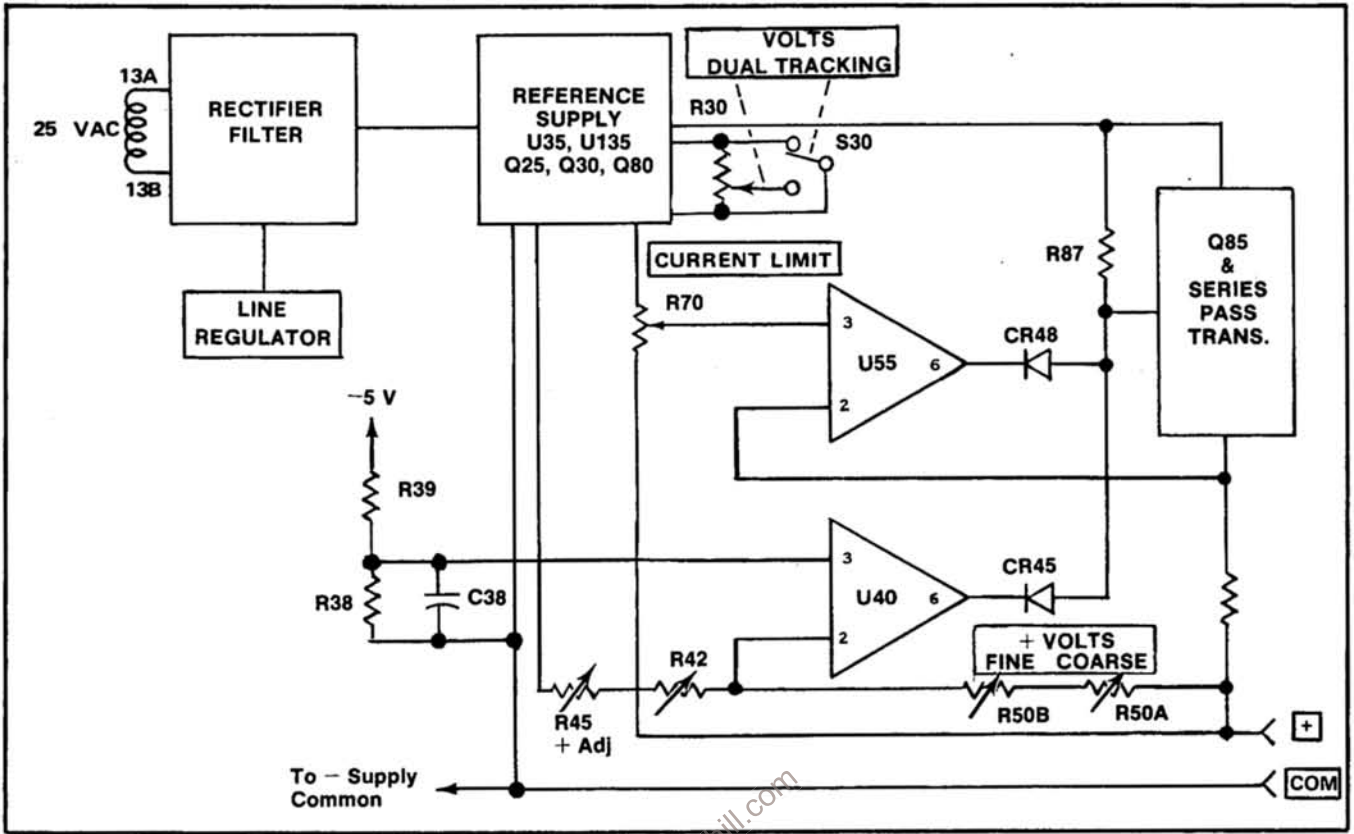 13A
25 VAC
13B
RECTIFIER
FILTER
LINE
REGULATOR
REFERENCE
SUPPLY
U35, U135
Q25, Q30, Q80
VOLTS
DUAL TRACKING
R30
S30
CURRENT LIMIT
R70
3
U55
6
2
CR48
R87
Q85
&
SERIES
PASS
TRANS.
−5 V
R39
R38
C38
3
U40
6
2
CR45
+ VOLTS
FINE COARSE
R42
R45
+ Adj
R50B
R50A
+
To − Supply
Common
COM
ill.com